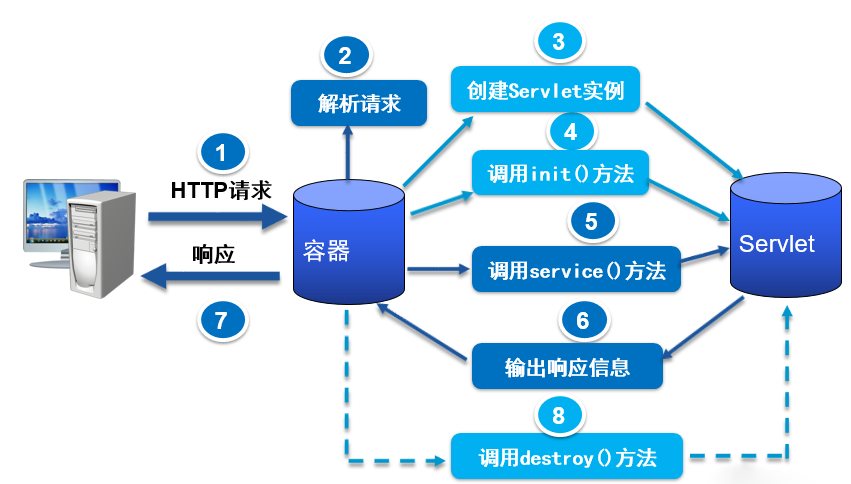 1
HTTP请求
响应
7
2
解析请求
容器
3
创建Servlet实例
4
调用init()方法
5
调用service()方法
6
输出响应信息
8
调用destroy()方法
Servlet